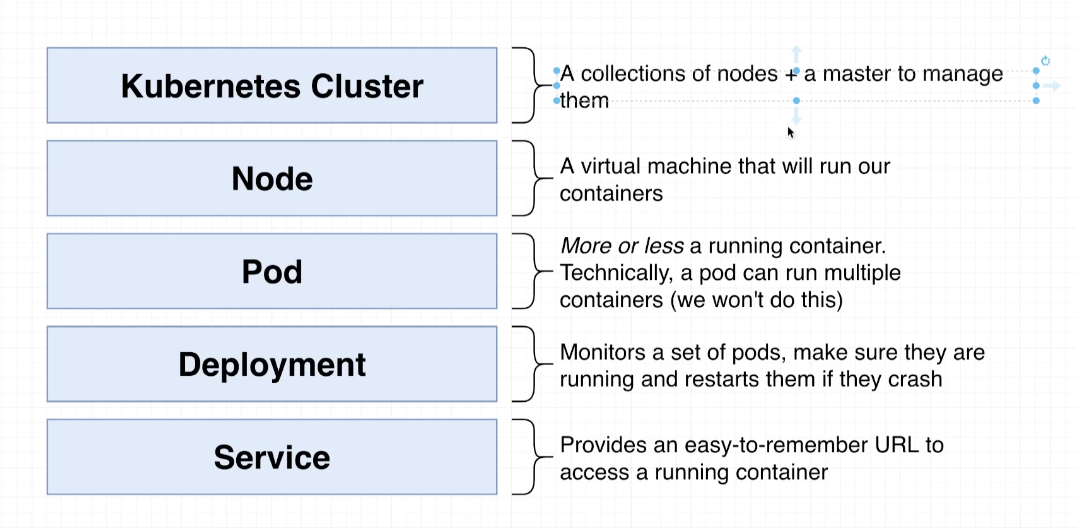 Kubernetes Cluster
A collections of nodes + a master to manage
them
Node
A virtual machine that will run our
containers
Pod
More or less a running container.
Technically, a pod can run multiple
containers (we won't do this)
Deployment
Monitors a set of pods, make sure they are
running and restarts them if they crash
Service
Provides an easy-to-remember URL to
access a running container